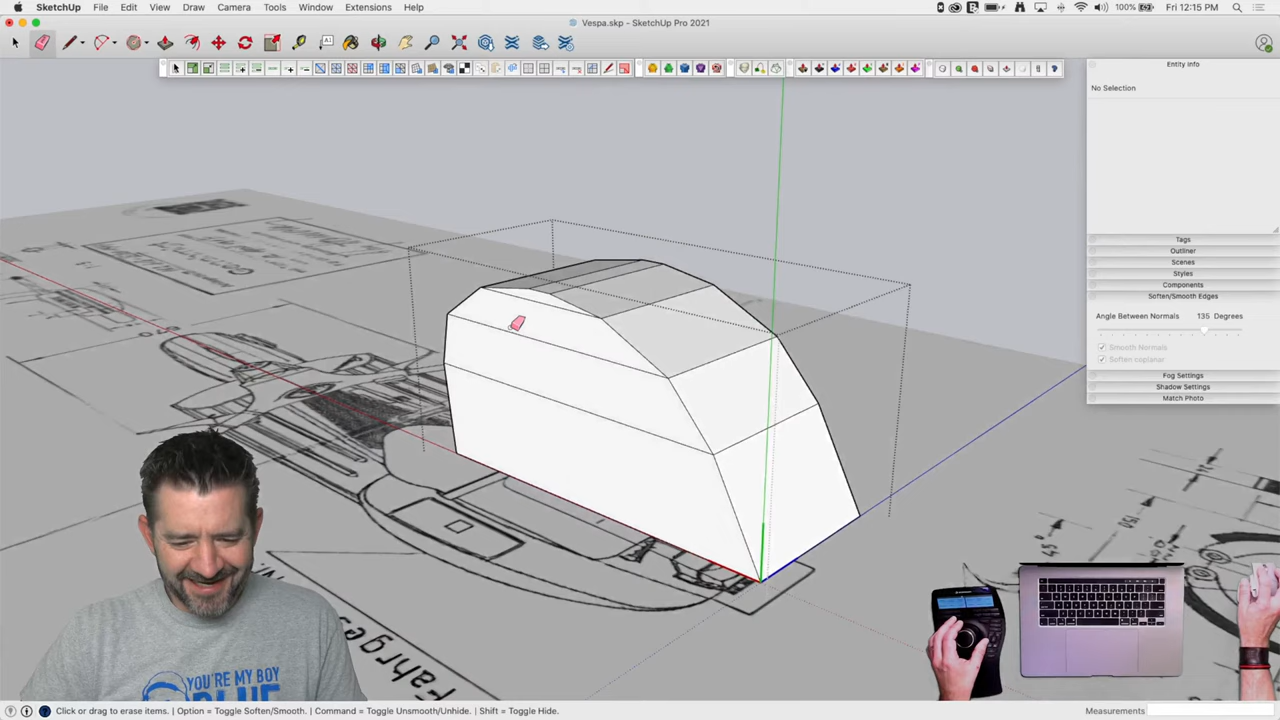 SketchUp File Edit View Draw Camera Tools Window Extensions Help
100% Fri 12:15 PM
Vespa.skp - SketchUp Pro 2021
Entity Info
No Selection
Tags
Outliner
Scenes
Styles
Components
Soften/Smooth Edges
Angle Between Normals 135 Degrees
Smooth Normals
Soften coplanar
Fog Settings
Shadow Settings
Match Photo
150
45°
YOU'RE MY BOY
BLUE
Click or drag to erase items. | Option = Toggle Soften/Smooth. | Command = Toggle Unsmooth/Unhide. | Shift = Toggle Hide.
Measurements